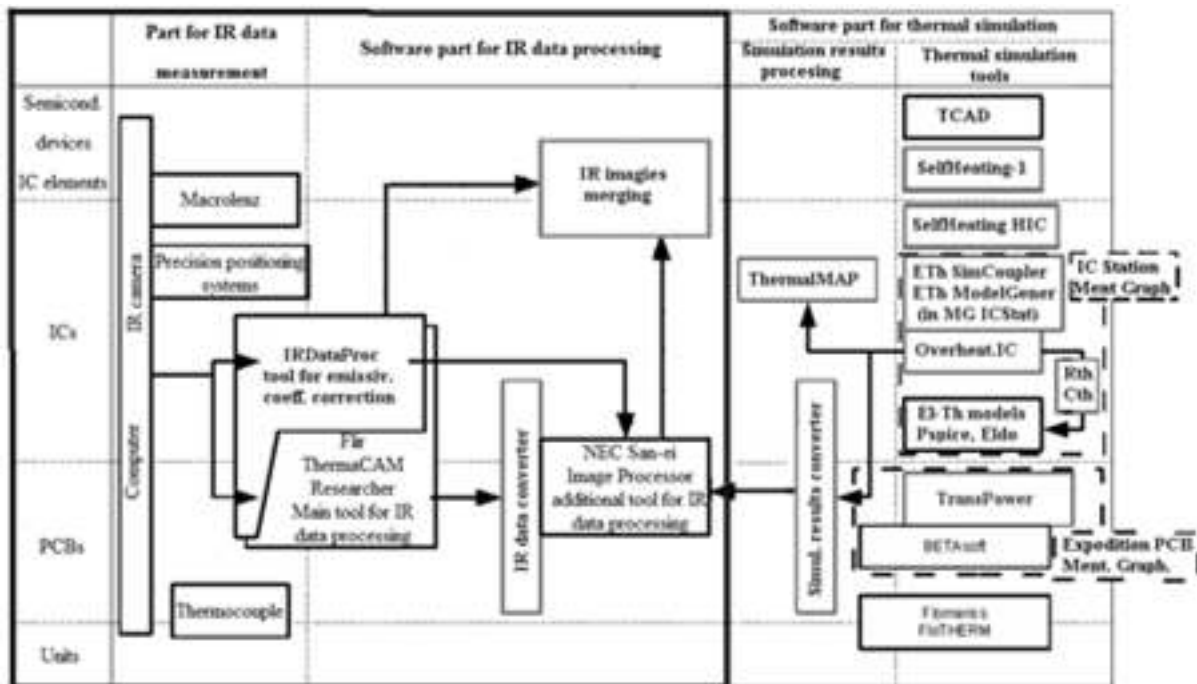 Part for IR data
measurement
Software part for IR data processing
Software part for thermal simulation
Simulation results
procesing
Thermal simulation
tools
Semicond.
devices
IC elements
ICs
PCBs
Units
IR camera
Computer
Macrolenz
Precision positioning
systems
Thermocouple
IRDataProc
tool for emissiv.
coeff. correction
Flir
ThermaCAM
Researcher
Main tool for IR
data processing
IR data converter
IR imagies
merging
NEC San-ei
Image Processor
additional tool for IR
data processing
ThermalMAP
Simul. results converter
TCAD
SelfHeating-1
SelfHeating HIC
ETh SimCoupler
ETh ModelGener
(in MG ICStat)
IC Station
Ment Graph
Overheat.IC
Rth
Cth
El-Th models
Pspice, Eldo
TransPower
BETAsoft
Expedition PCB
Ment. Graph.
FloTHERM